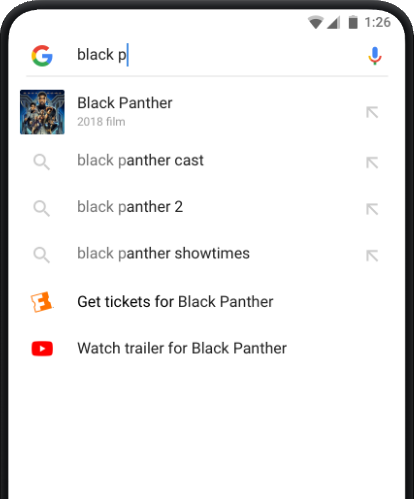 1:26
black p
Black Panther
2018 film
black panther cast
black panther 2
black panther showtimes
Get tickets for Black Panther
Watch trailer for Black Panther